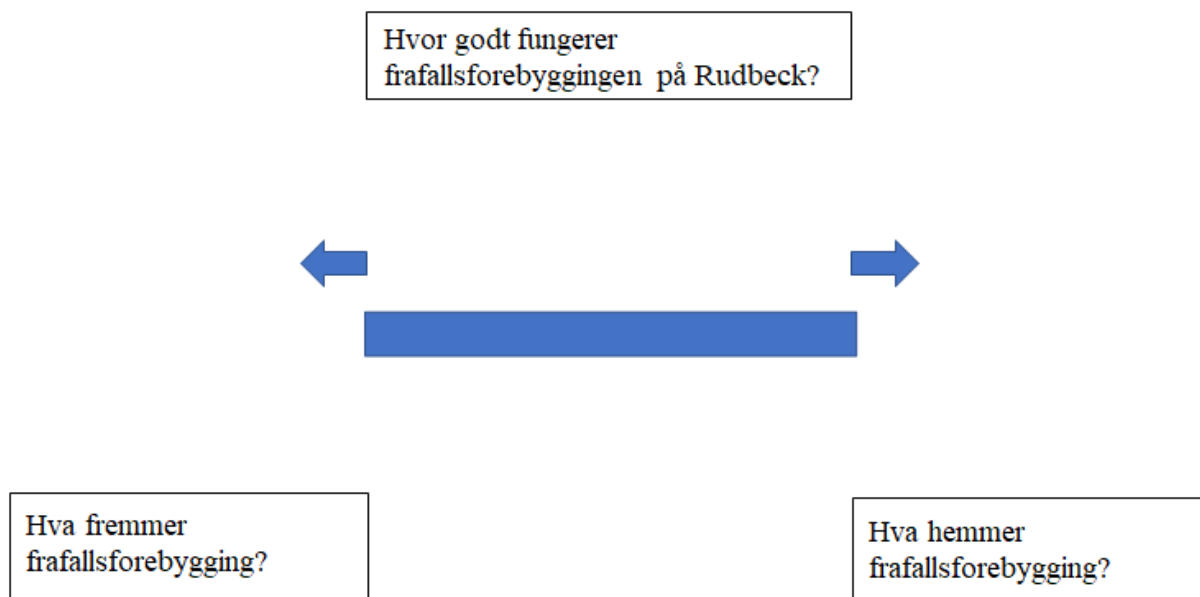 Hvor godt fungerer
frafallsforebyggingen på Rudbeck?
Hva fremmer
frafallsforebygging?
Hva hemmer
frafallsforebygging?